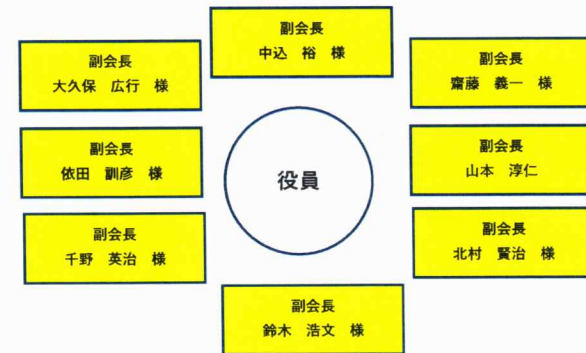 副会長
中込 裕 様
副会長
大久保 広行 様
副会長
齋藤 義一 様
副会長
依田 訓彦 様
役員
副会長
山本 淳仁
副会長
千野 英治 様
副会長
北村 賢治 様
副会長
鈴木 浩文 様